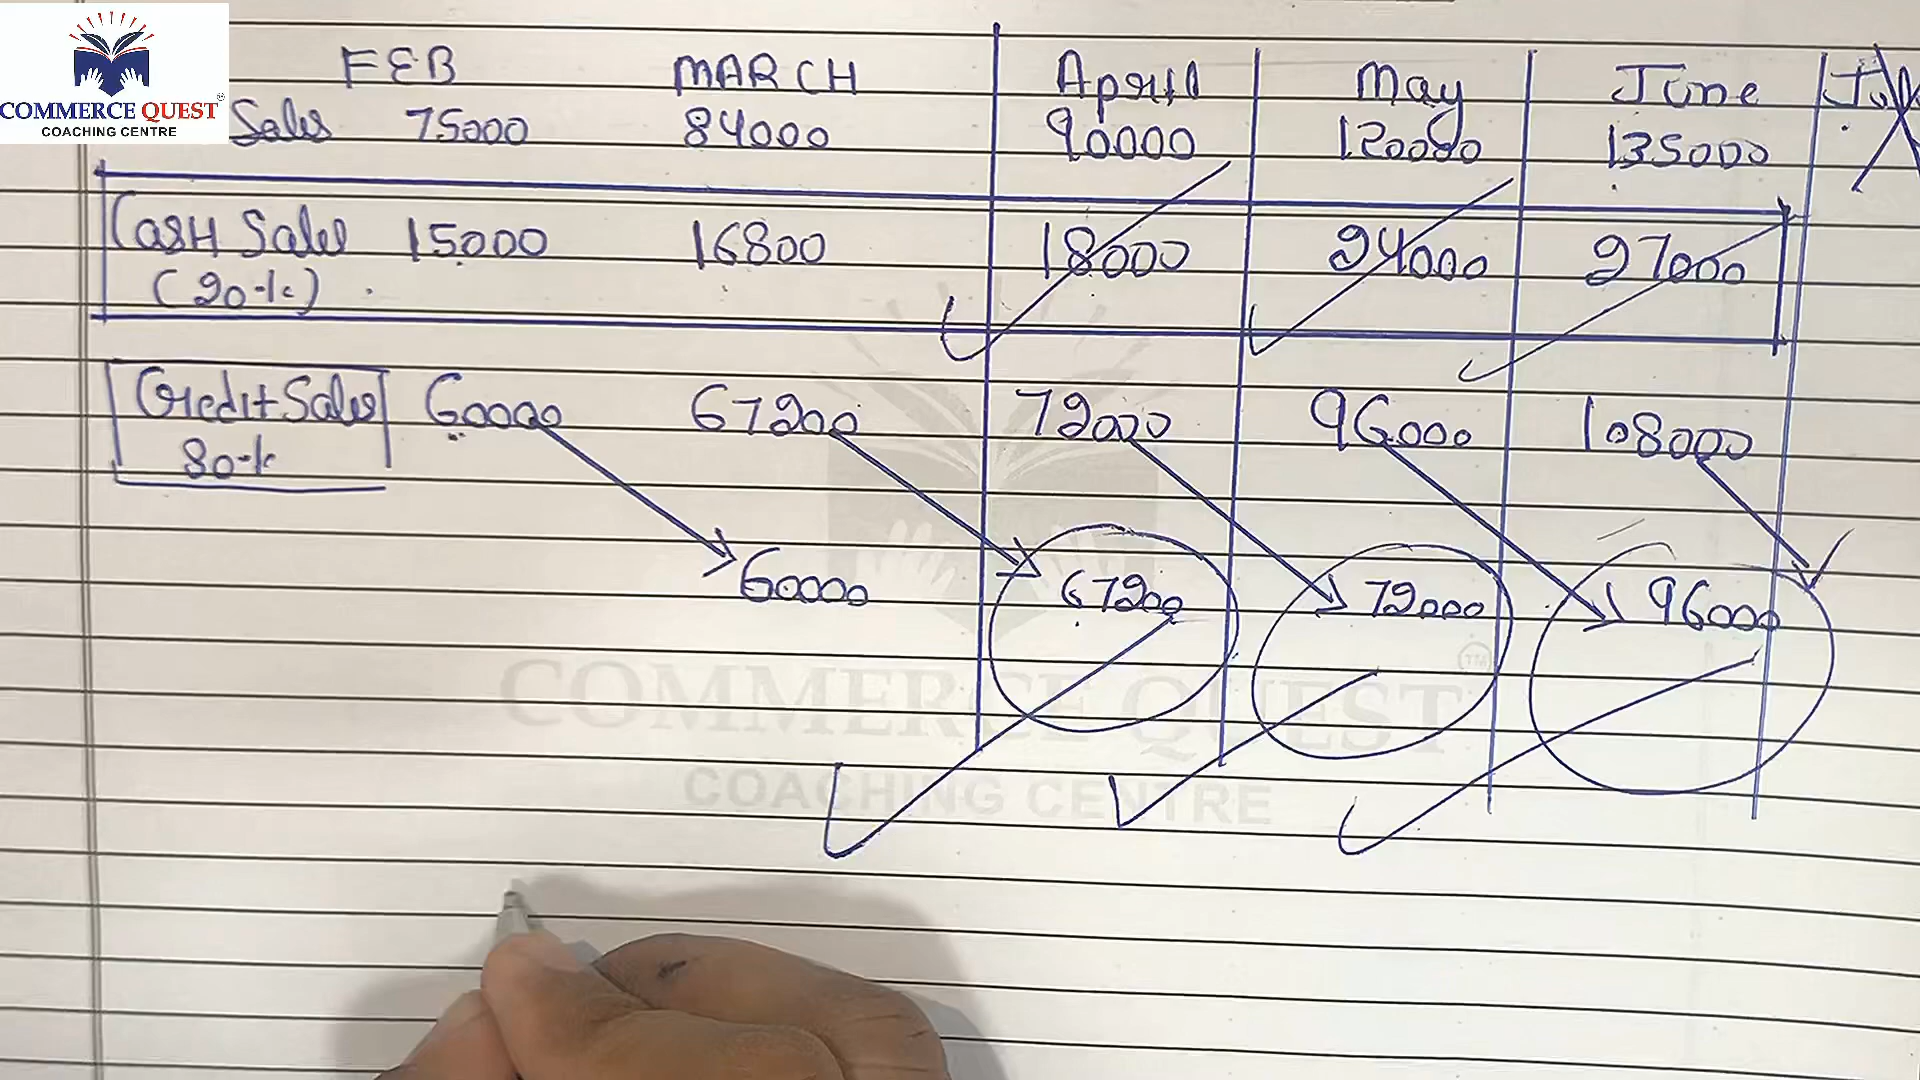 COMMERCE QUEST
COACHING CENTRE
FEB MARCH April May June
Sales 75000 84000 90000 120000 135000
Cash Sales 15000 16800 18000 24000 27000
(20%)
Credit Sales 60000 67200 72000 96000 108000
80%
60000 67200 72000 96000
COMMERCE QUEST
COACHING CENTRE